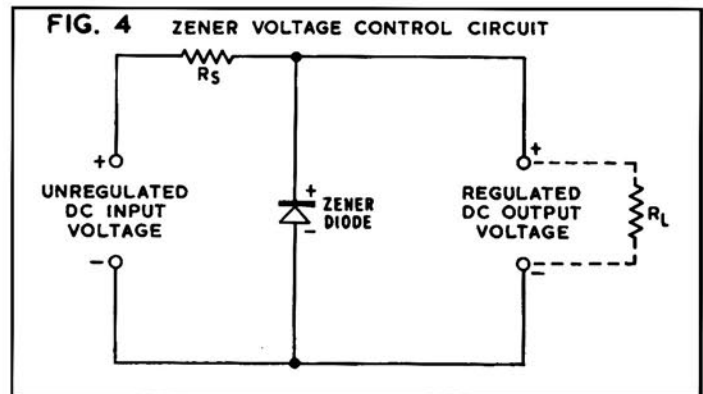 FIG. 4 ZENER VOLTAGE CONTROL CIRCUIT
RS
+
UNREGULATED
DC INPUT
VOLTAGE
-
+
ZENER
DIODE
-
+
REGULATED
DC OUTPUT
VOLTAGE
-
RL